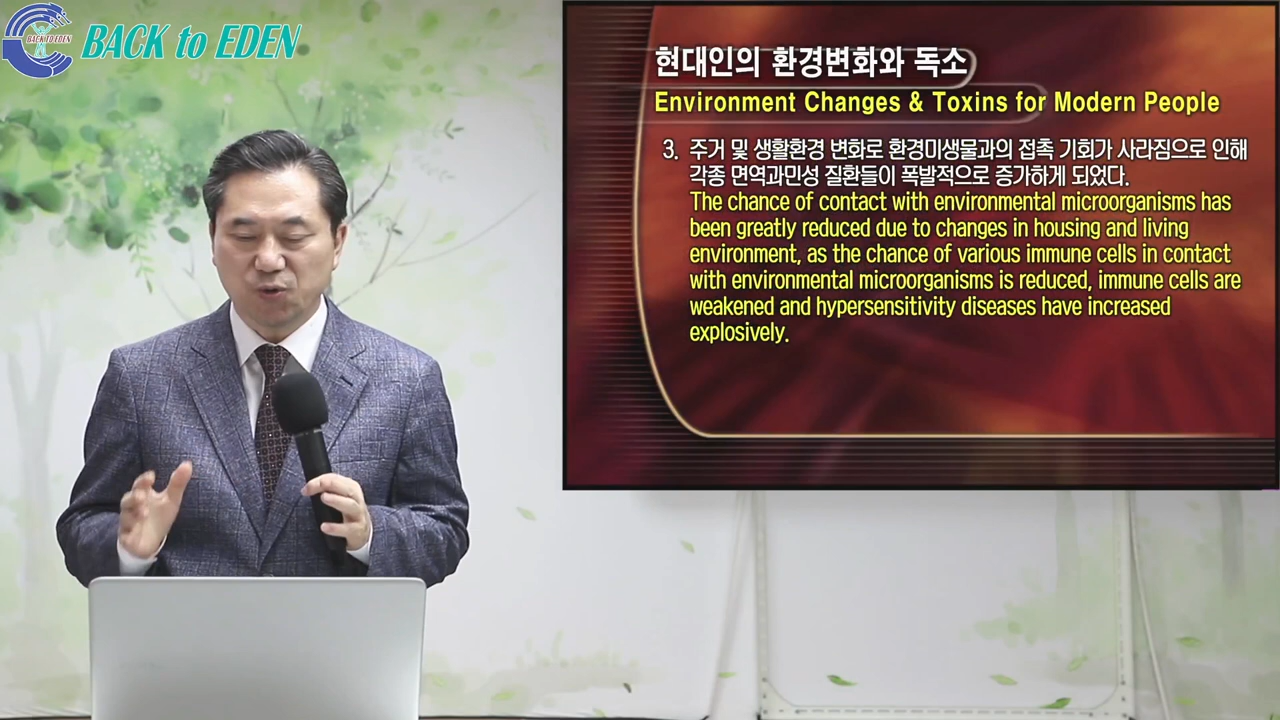 BACK TO EDEN
BACK to EDEN
현대인의 환경변화와 독소
Environment Changes & Toxins for Modern People
3. 주거 및 생활환경 변화로 환경미생물과의 접촉 기회가 사라짐으로 인해
각종 면역과민성 질환들이 폭발적으로 증가하게 되었다.
The chance of contact with environmental microorganisms has
been greatly reduced due to changes in housing and living
environment, as the chance of various immune cells in contact
with environmental microorganisms is reduced, immune cells are
weakened and hypersensitivity diseases have increased
explosively.